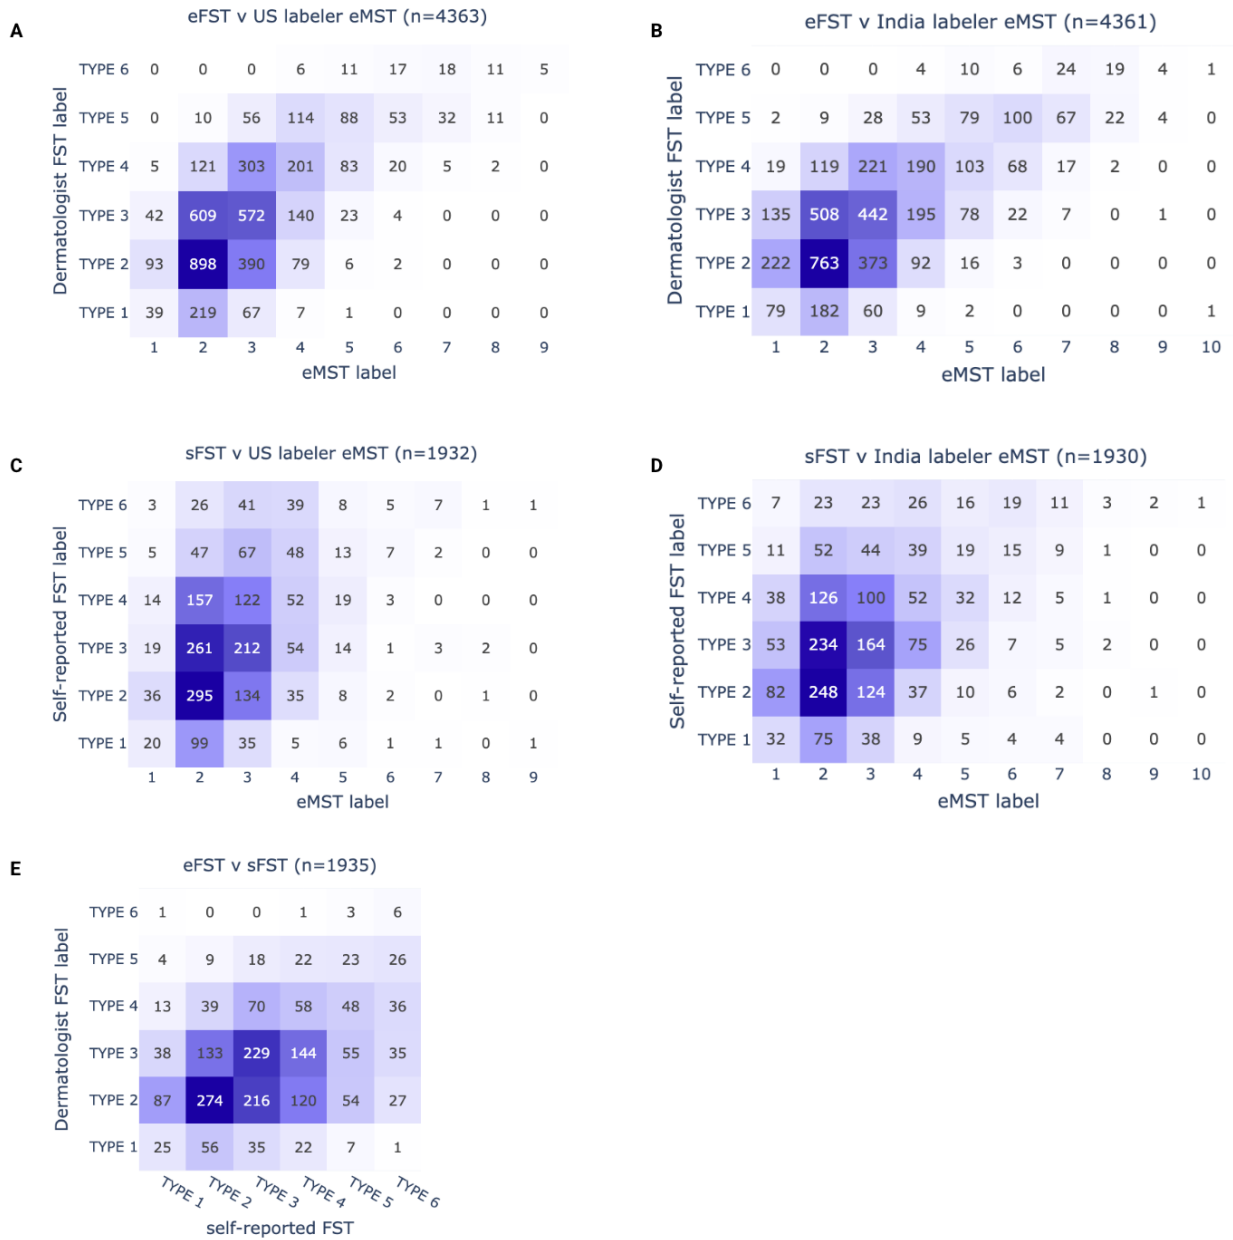 A
eFST v US labeler eMST (n=4363)
Dermatologist FST label
TYPE 6 0 0 0 6 11 17 18 11 5
TYPE 5 0 10 56 114 88 53 32 11 0
TYPE 4 5 121 303 201 83 20 5 2 0
TYPE 3 42 609 572 140 23 4 0 0 0
TYPE 2 93 898 390 79 6 2 0 0 0
TYPE 1 39 219 67 7 1 0 0 0 0
1 2 3 4 5 6 7 8 9
eMST label
B
eFST v India labeler eMST (n=4361)
Dermatologist FST label
TYPE 6 0 0 0 4 10 6 24 19 4 1
TYPE 5 2 9 28 53 79 100 67 22 4 0
TYPE 4 19 119 221 190 103 68 17 2 0 0
TYPE 3 135 508 442 195 78 22 7 0 1 0
TYPE 2 222 763 373 92 16 3 0 0 0 0
TYPE 1 79 182 60 9 2 0 0 0 0 1
1 2 3 4 5 6 7 8 9 10
eMST label
C
sFST v US labeler eMST (n=1932)
Self-reported FST label
TYPE 6 3 26 41 39 8 5 7 1 1
TYPE 5 5 47 67 48 13 7 2 0 0
TYPE 4 14 157 122 52 19 3 0 0 0
TYPE 3 19 261 212 54 14 1 3 2 0
TYPE 2 36 295 134 35 8 2 0 1 0
TYPE 1 20 99 35 5 6 1 1 0 1
1 2 3 4 5 6 7 8 9
eMST label
D
sFST v India labeler eMST (n=1930)
Self-reported FST label
TYPE 6 7 23 23 26 16 19 11 3 2 1
TYPE 5 11 52 44 39 19 15 9 1 0 0
TYPE 4 38 126 100 52 32 12 5 1 0 0
TYPE 3 53 234 164 75 26 7 5 2 0 0
TYPE 2 82 248 124 37 10 6 2 0 1 0
TYPE 1 32 75 38 9 5 4 4 0 0 0
1 2 3 4 5 6 7 8 9 10
eMST label
E
eFST v sFST (n=1935)
Dermatologist FST label
TYPE 6 1 0 0 1 3 6
TYPE 5 4 9 18 22 23 26
TYPE 4 13 39 70 58 48 36
TYPE 3 38 133 229 144 55 35
TYPE 2 87 274 216 120 54 27
TYPE 1 25 56 35 22 7 1
TYPE 1 TYPE 2 TYPE 3 TYPE 4 TYPE 5 TYPE 6
self-reported FST